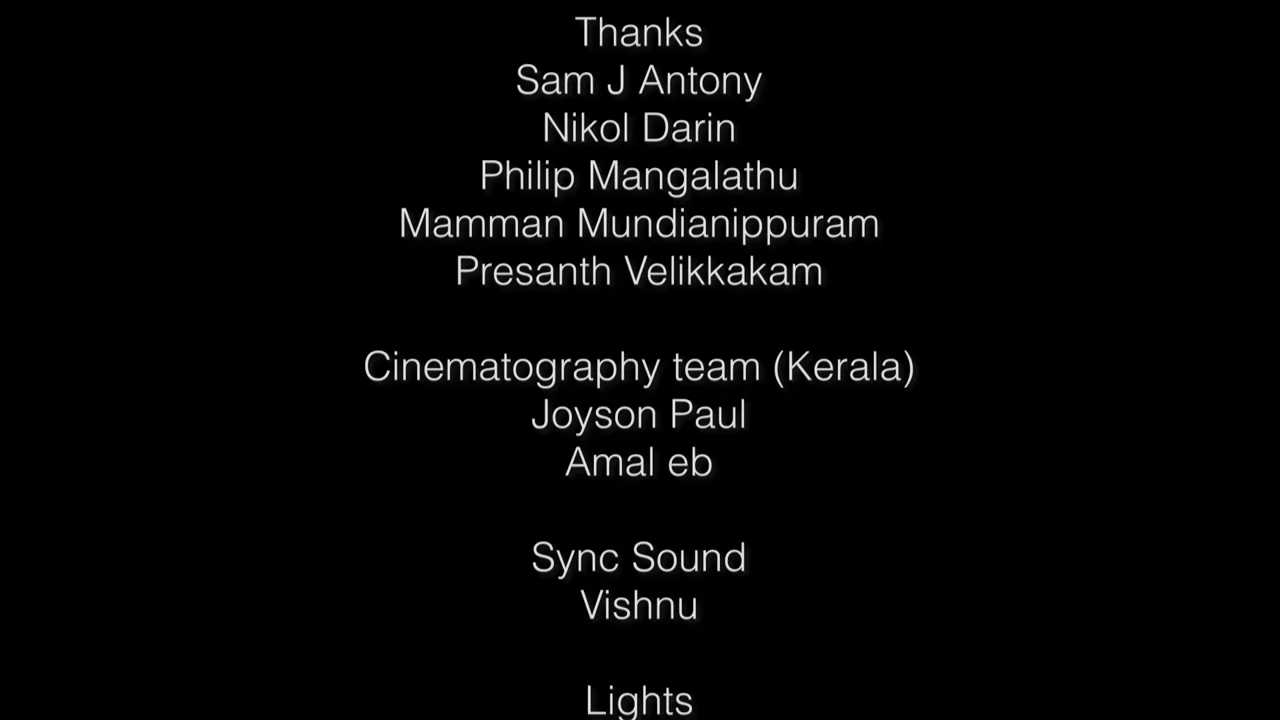 Thanks
Sam J Antony
Nikol Darin
Philip Mangalathu
Mamman Mundianippuram
Presanth Velikkakam
Cinematography team (Kerala)
Joyson Paul
Amal eb
Sync Sound
Vishnu
Lights